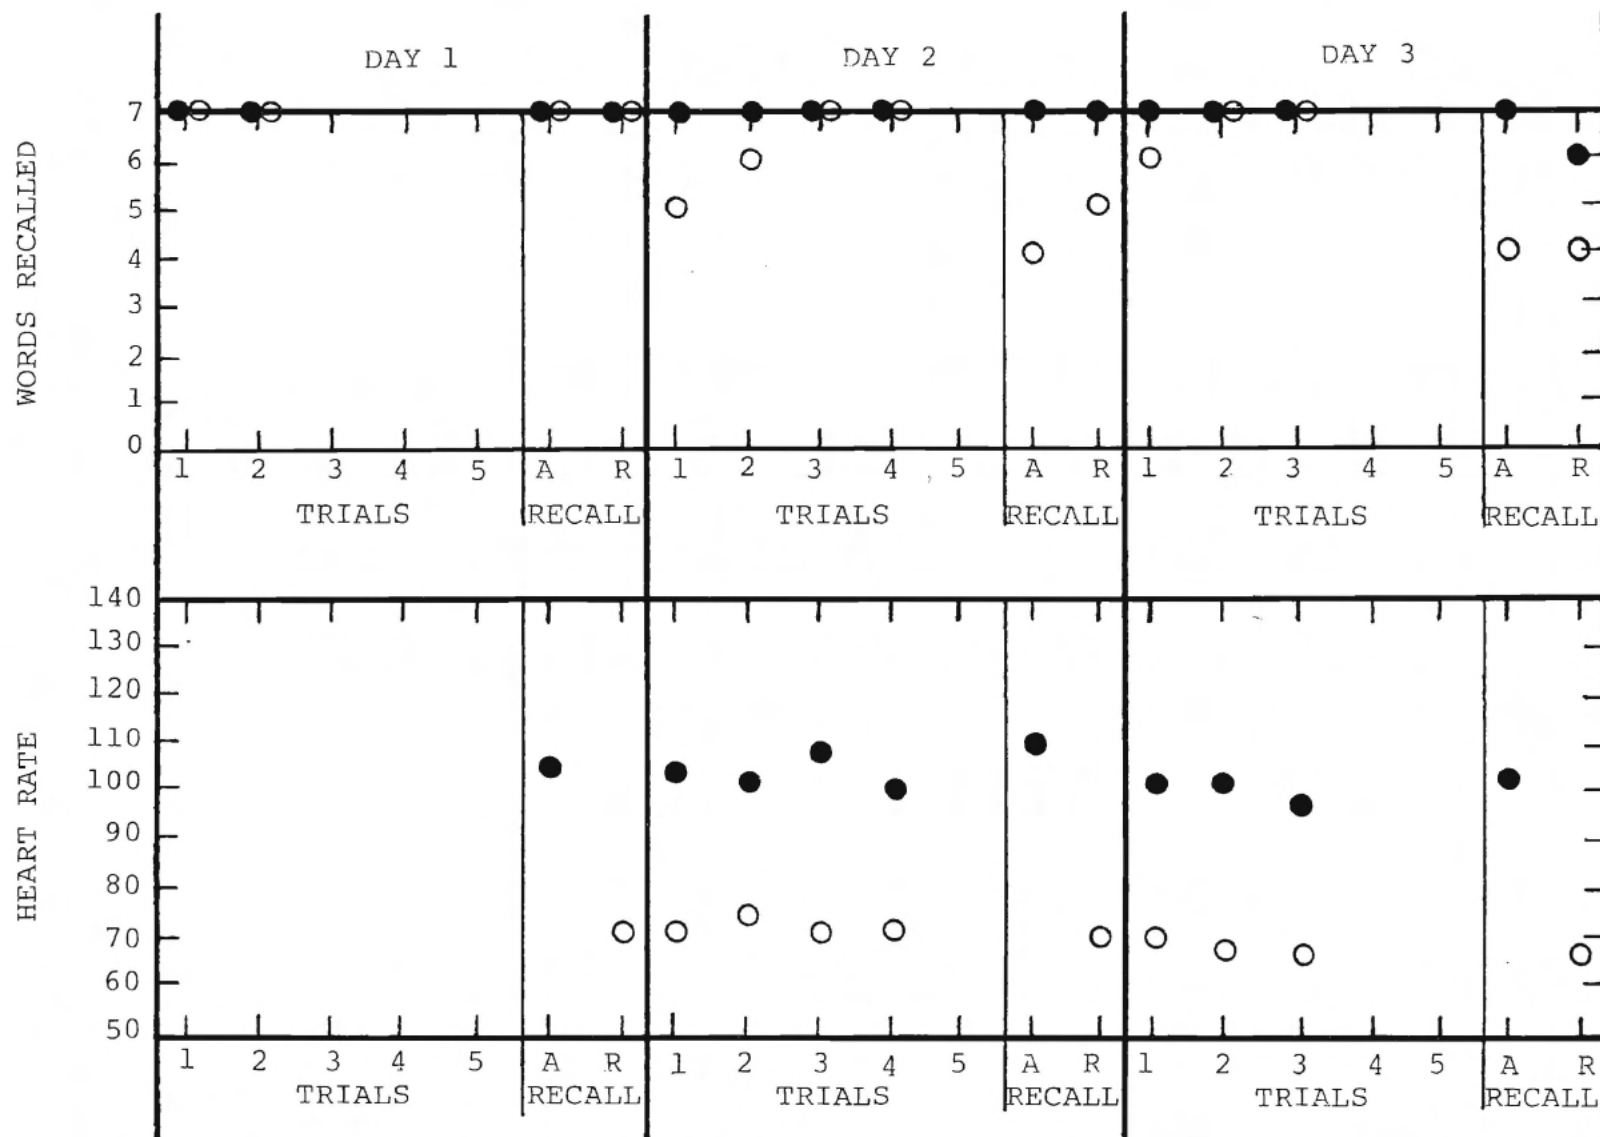 DAY 1 DAY 2 DAY 3
7
6
5
4
3
2
1
0
WORDS RECALLED
1 2 3 4 5 A R 1 2 3 4 5 A R 1 2 3 4 5 A R
TRIALS RECALL TRIALS RECALL TRIALS RECALL
140
130
120
110
100
90
80
70
60
50
HEART RATE
1 2 3 4 5 A R 1 2 3 4 5 A R 1 2 3 4 5 A R
TRIALS RECALL TRIALS RECALL TRIALS RECALL